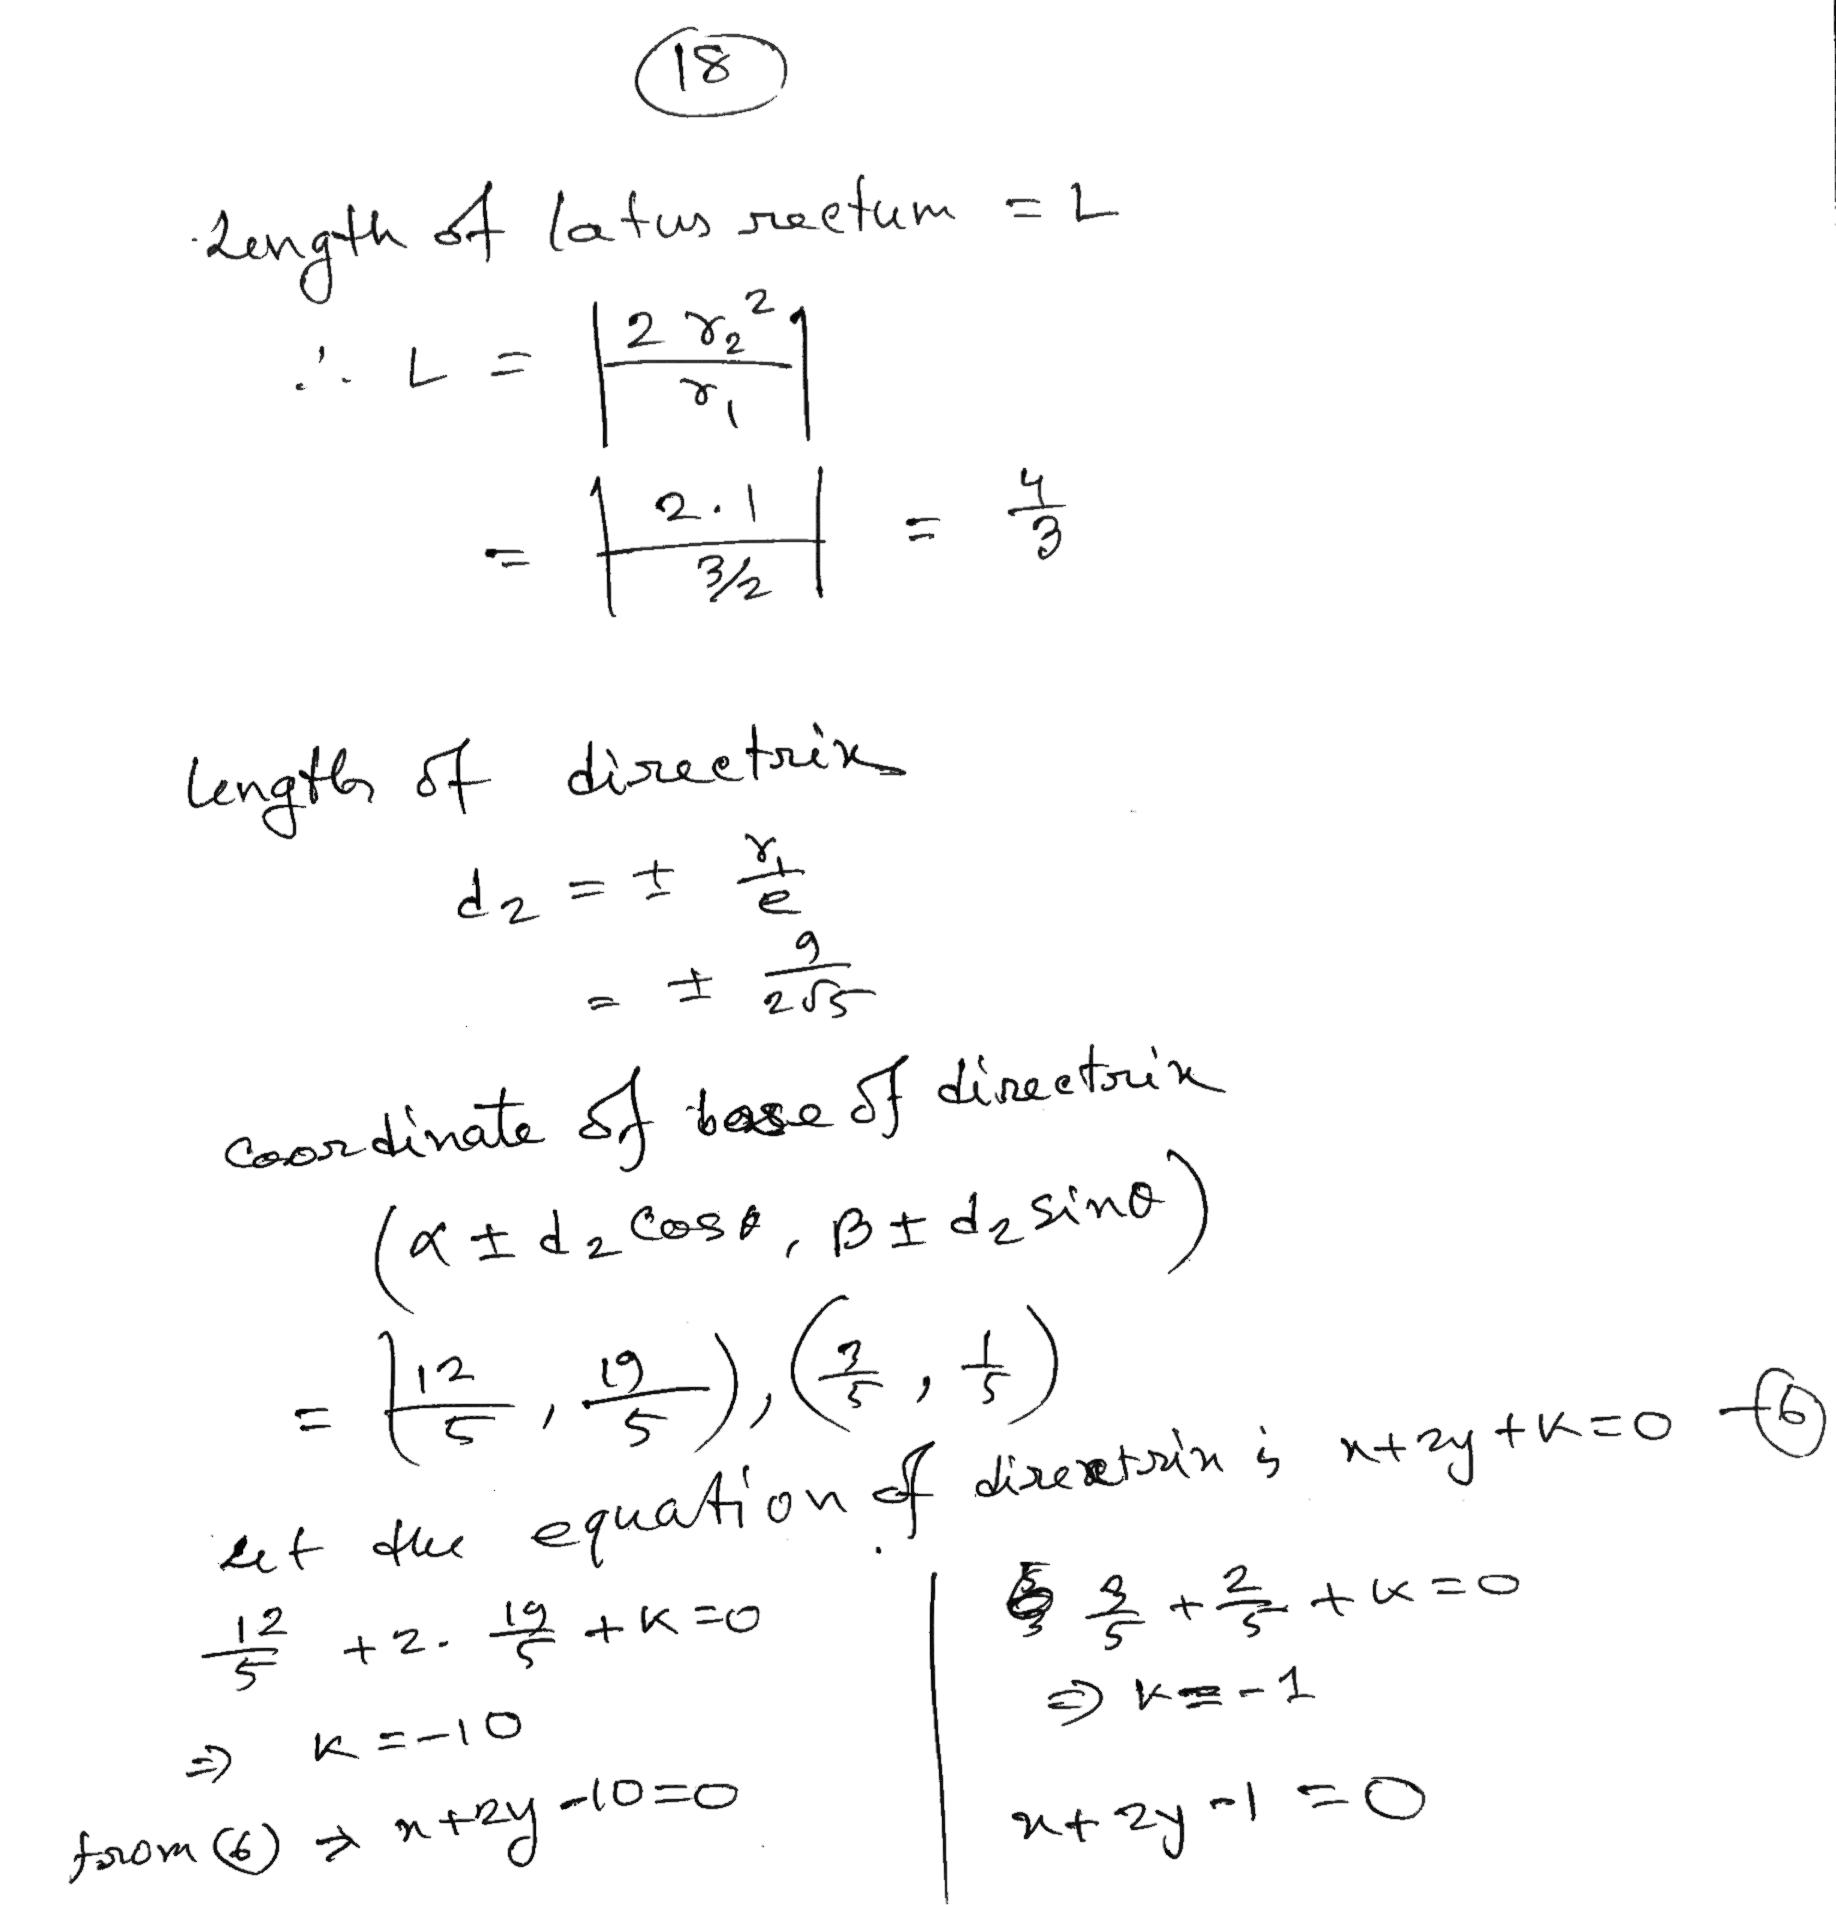 18
Length of latus rectum = L
∴ L = |2 r₂² / r₁|
= |2.1 / 3/2| = 4/3
length of directrix
d₂ = ± r₁/e
= ± 9/2√5
coordinate of base of directrix
(α ± d₂ cosθ, β ± d₂ sinθ)
= (12/5, 19/5), (3/5, 1/5)
Let the equation of direretrix is x+2y+K=0 —(6)
12/5 + 2. 19/5 + K = 0
⇒ K = -10
from (6) ⇒ x+2y-10=0
3/5 + 2/5 + K = 0
⇒ K = -1
x+2y-1=0